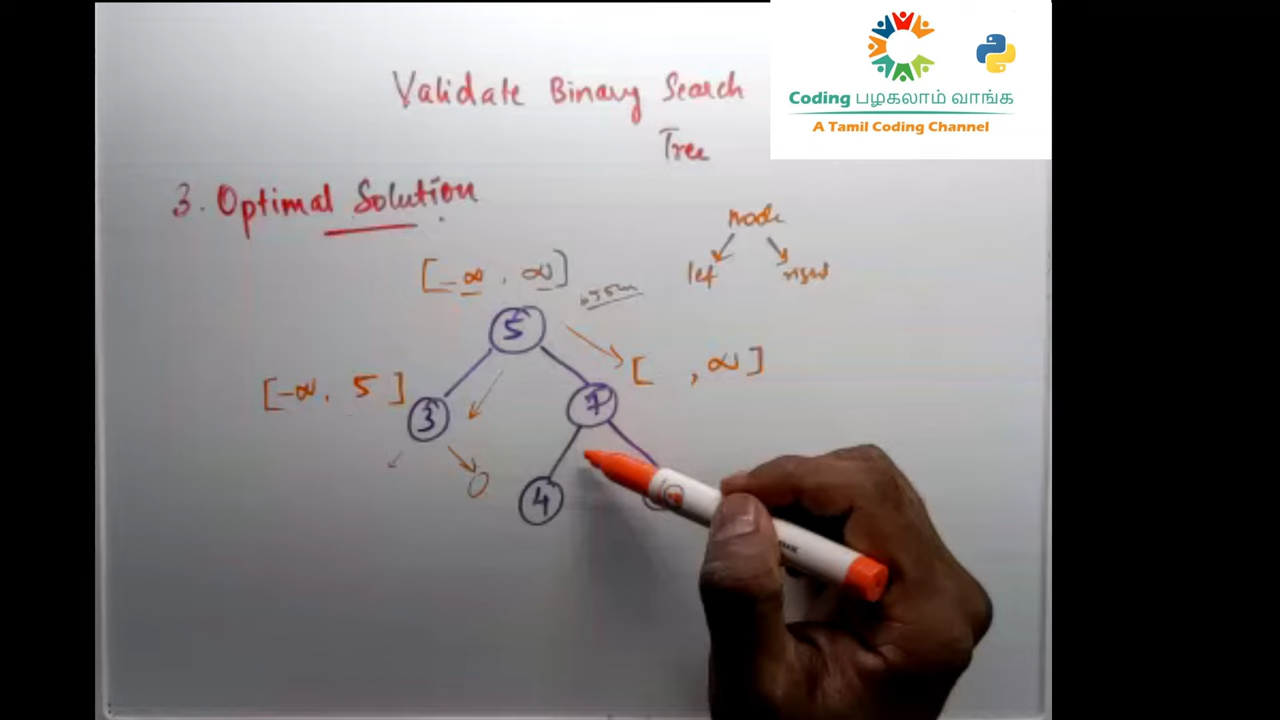 Coding பழகலாம் வாங்க
A Tamil Coding Channel
Validate Binary Search
Tree
3. Optimal Solution
node
left right
[-∞, ∞]
5
[-∞, 5]
3
7
[ , ∞]
4